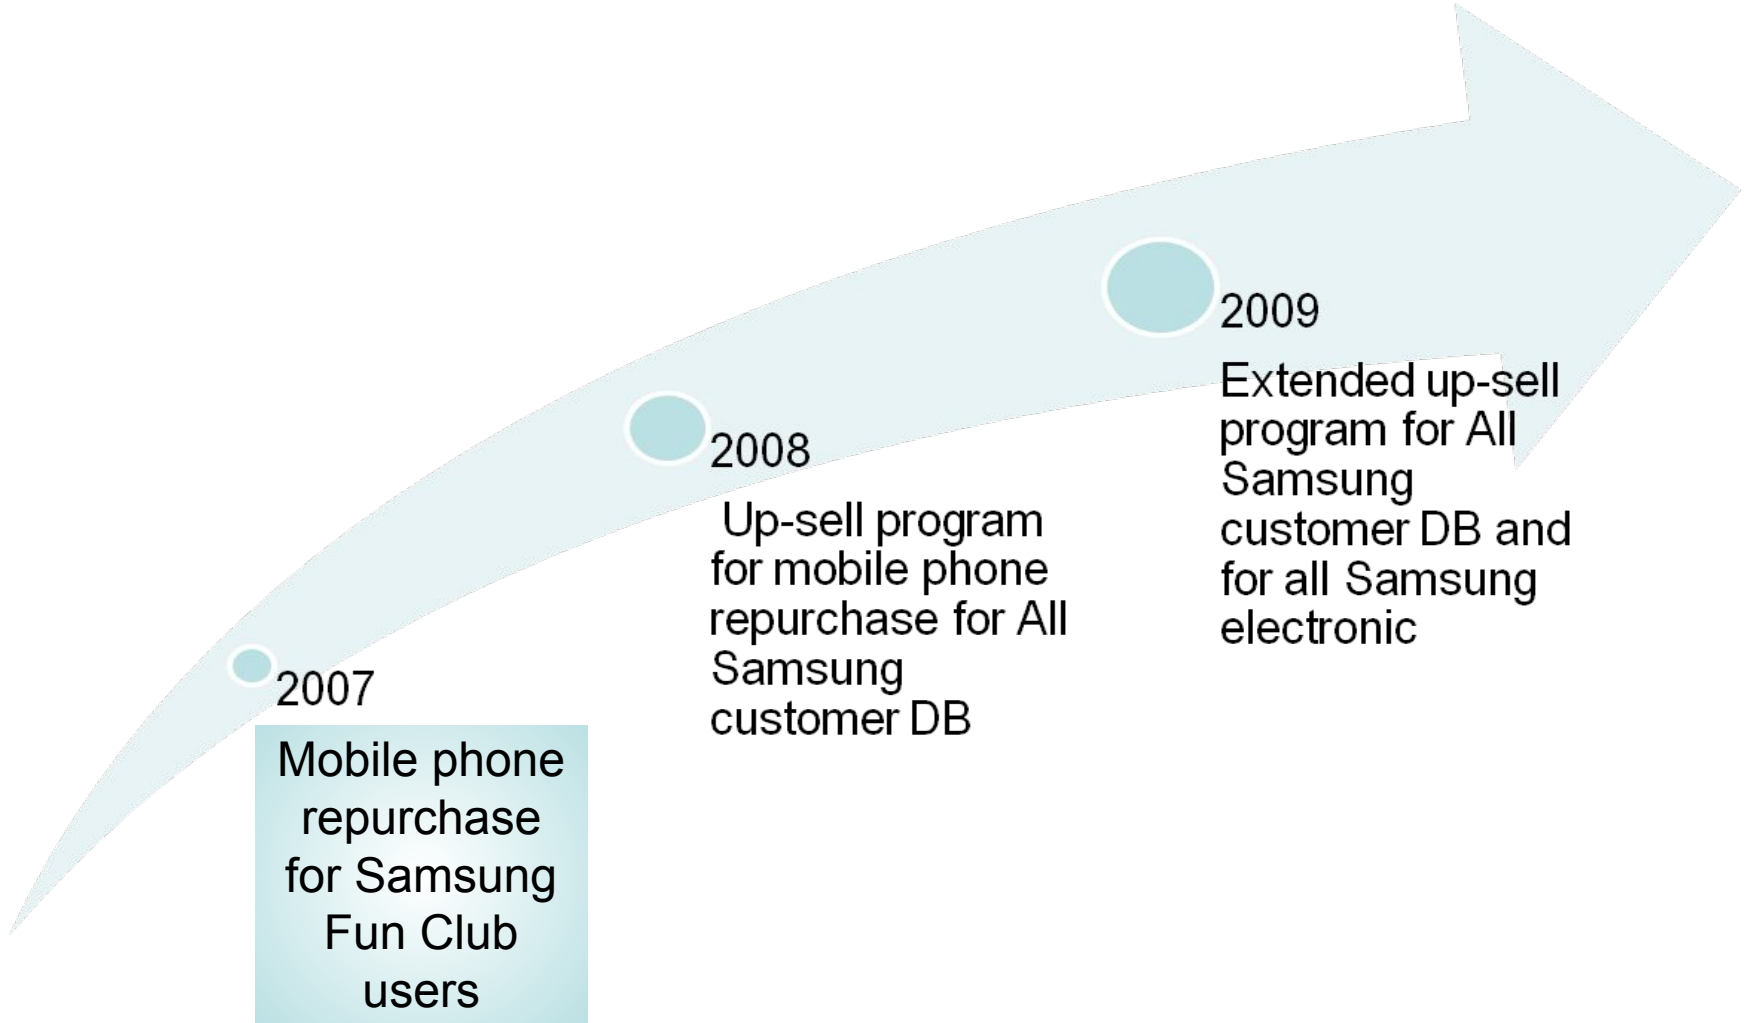 2007
Mobile phone
repurchase
for Samsung
Fun Club
users
2008
Up-sell program
for mobile phone
repurchase for All
Samsung
customer DB
2009
Extended up-sell
program for All
Samsung
customer DB and
for all Samsung
electronic